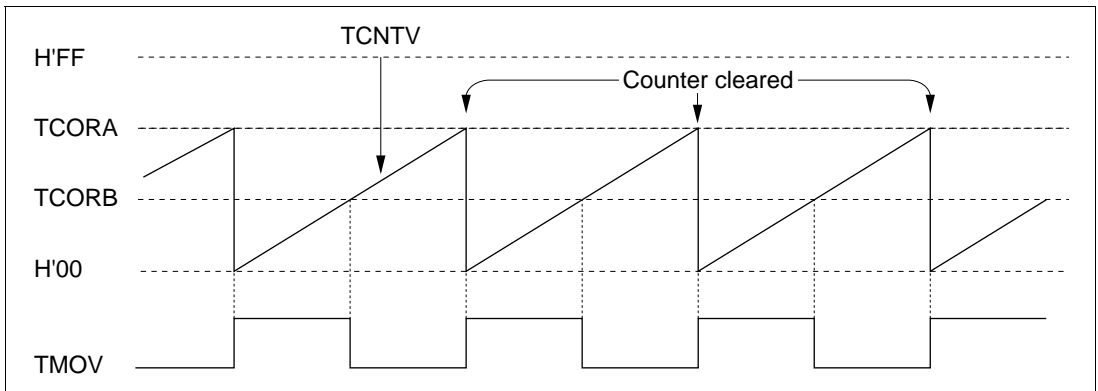 TCNTV
H'FF
Counter cleared
TCORA
TCORB
H'00
TMOV